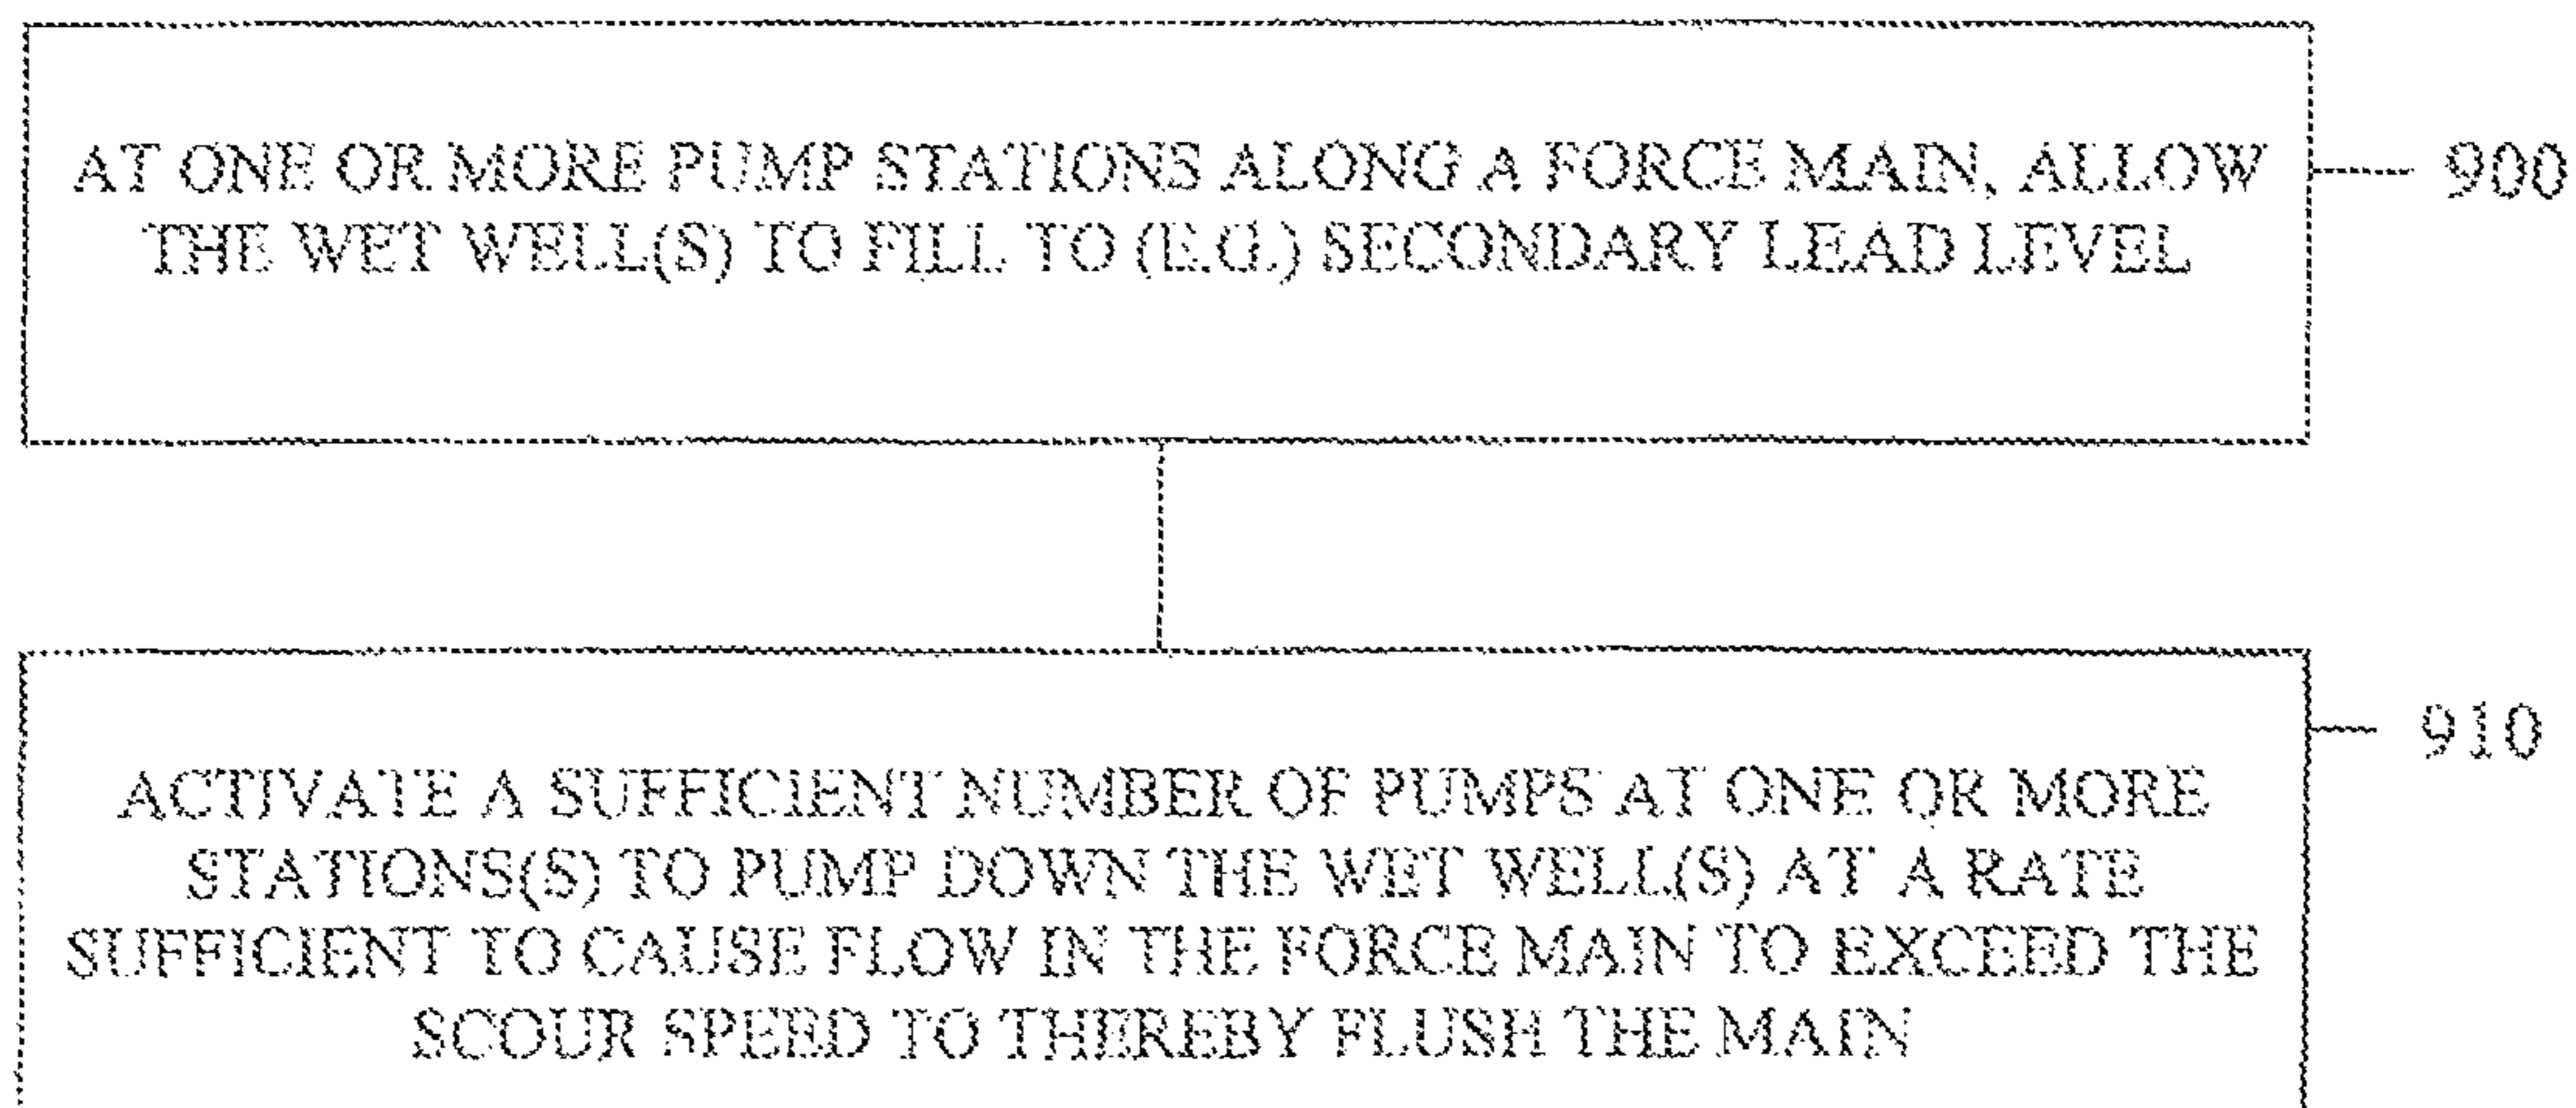 AT ONE OR MORE PUMP STATIONS ALONG A FORCE MAIN, ALLOW
THE WET WELL(S) TO FILL TO (E.G.) SECONDARY LEAD LEVEL
900
910
ACTIVATE A SUFFICIENT NUMBER OF PUMPS AT ONE OR MORE
STATIONS(S) TO PUMP DOWN THE WET WELL(S) AT A RATE
SUFFICIENT TO CAUSE FLOW IN THE FORCE MAIN TO EXCEED THE
SCOUR SPEED TO THEREBY FLUSH THE MAIN